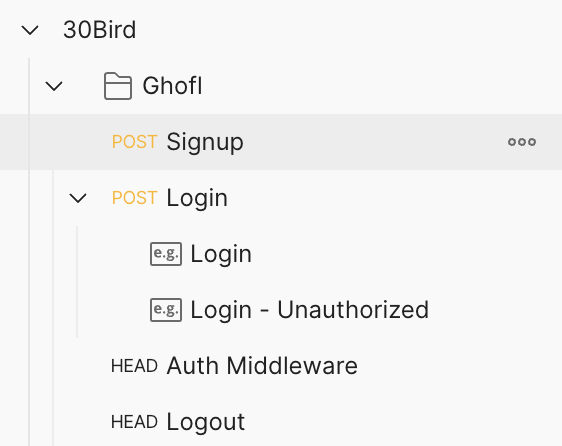 30Bird
Ghofl
POST Signup
POST Login
e.g. Login
e.g. Login - Unauthorized
HEAD Auth Middleware
HEAD Logout